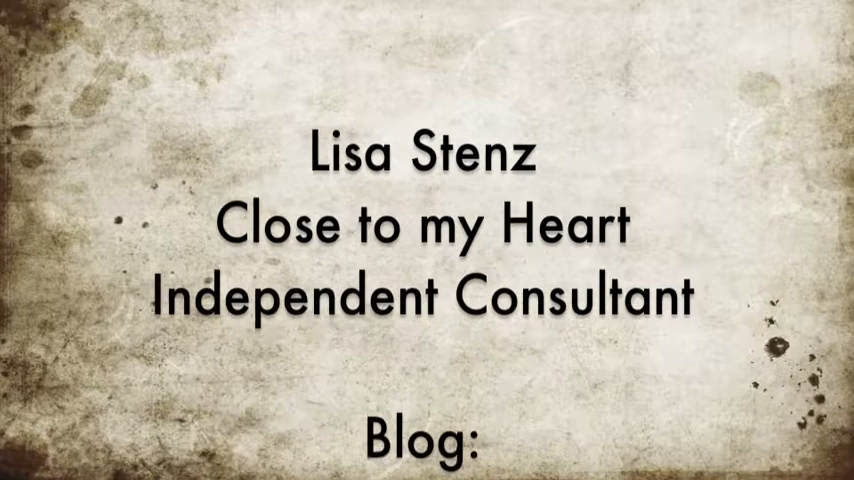 Lisa Stenz
Close to my Heart
Independent Consultant
Blog: